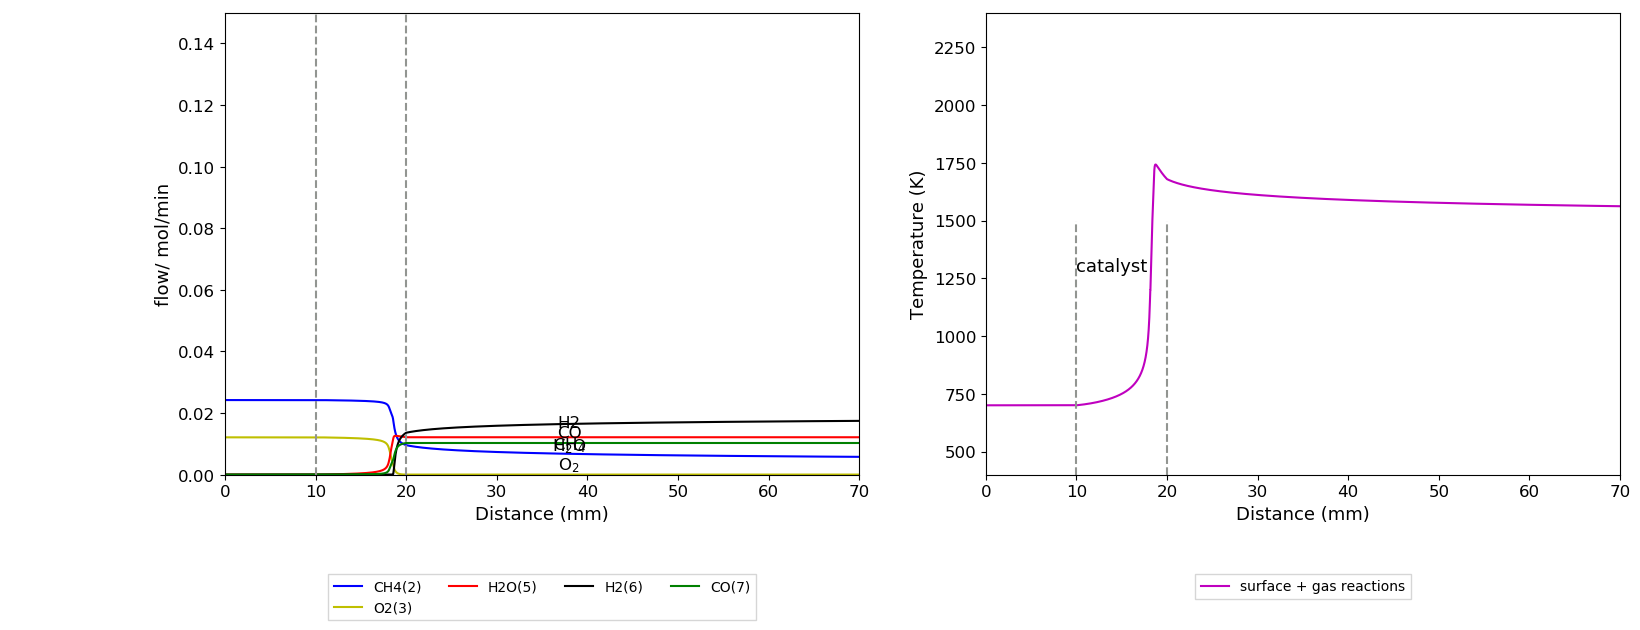 0.14
0.12
0.10
0.08
0.06
0.04
0.02
0.00
flow/ mol/min
H2
CO
O₂
0 10 20 30 40 50 60 70
Distance (mm)
CH4(2) H2O(5) H2(6) CO(7)
O2(3)
2250
2000
1750
1500
1250
1000
750
500
Temperature (K)
catalyst
0 10 20 30 40 50 60 70
Distance (mm)
surface + gas reactions